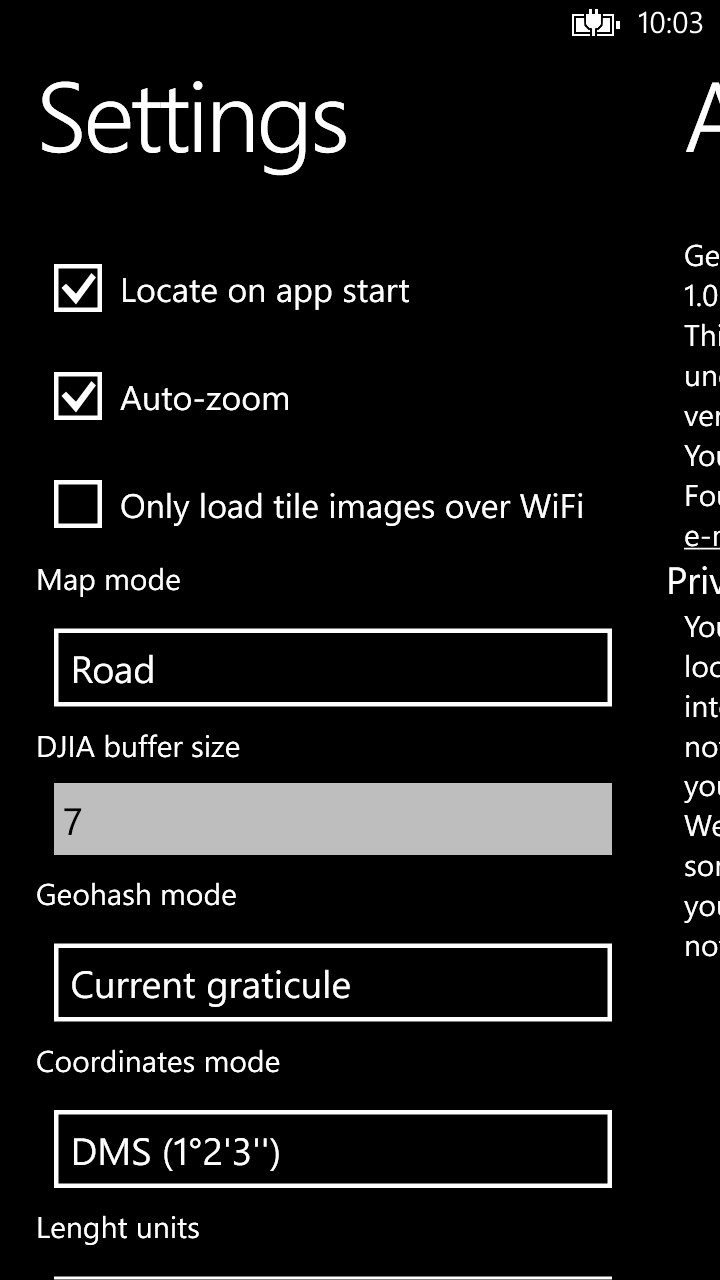 10:03
Settings
A
Locate on app start
Auto-zoom
Only load tile images over WiFi
Map mode
Road
DJIA buffer size
7
Geohash mode
Current graticule
Coordinates mode
DMS (1°2'3'')
Lenght units
Ge
1.0
Thi
und
ver
You
Fou
e-m
Priv
You
loc
int
not
you
We
som
you
not